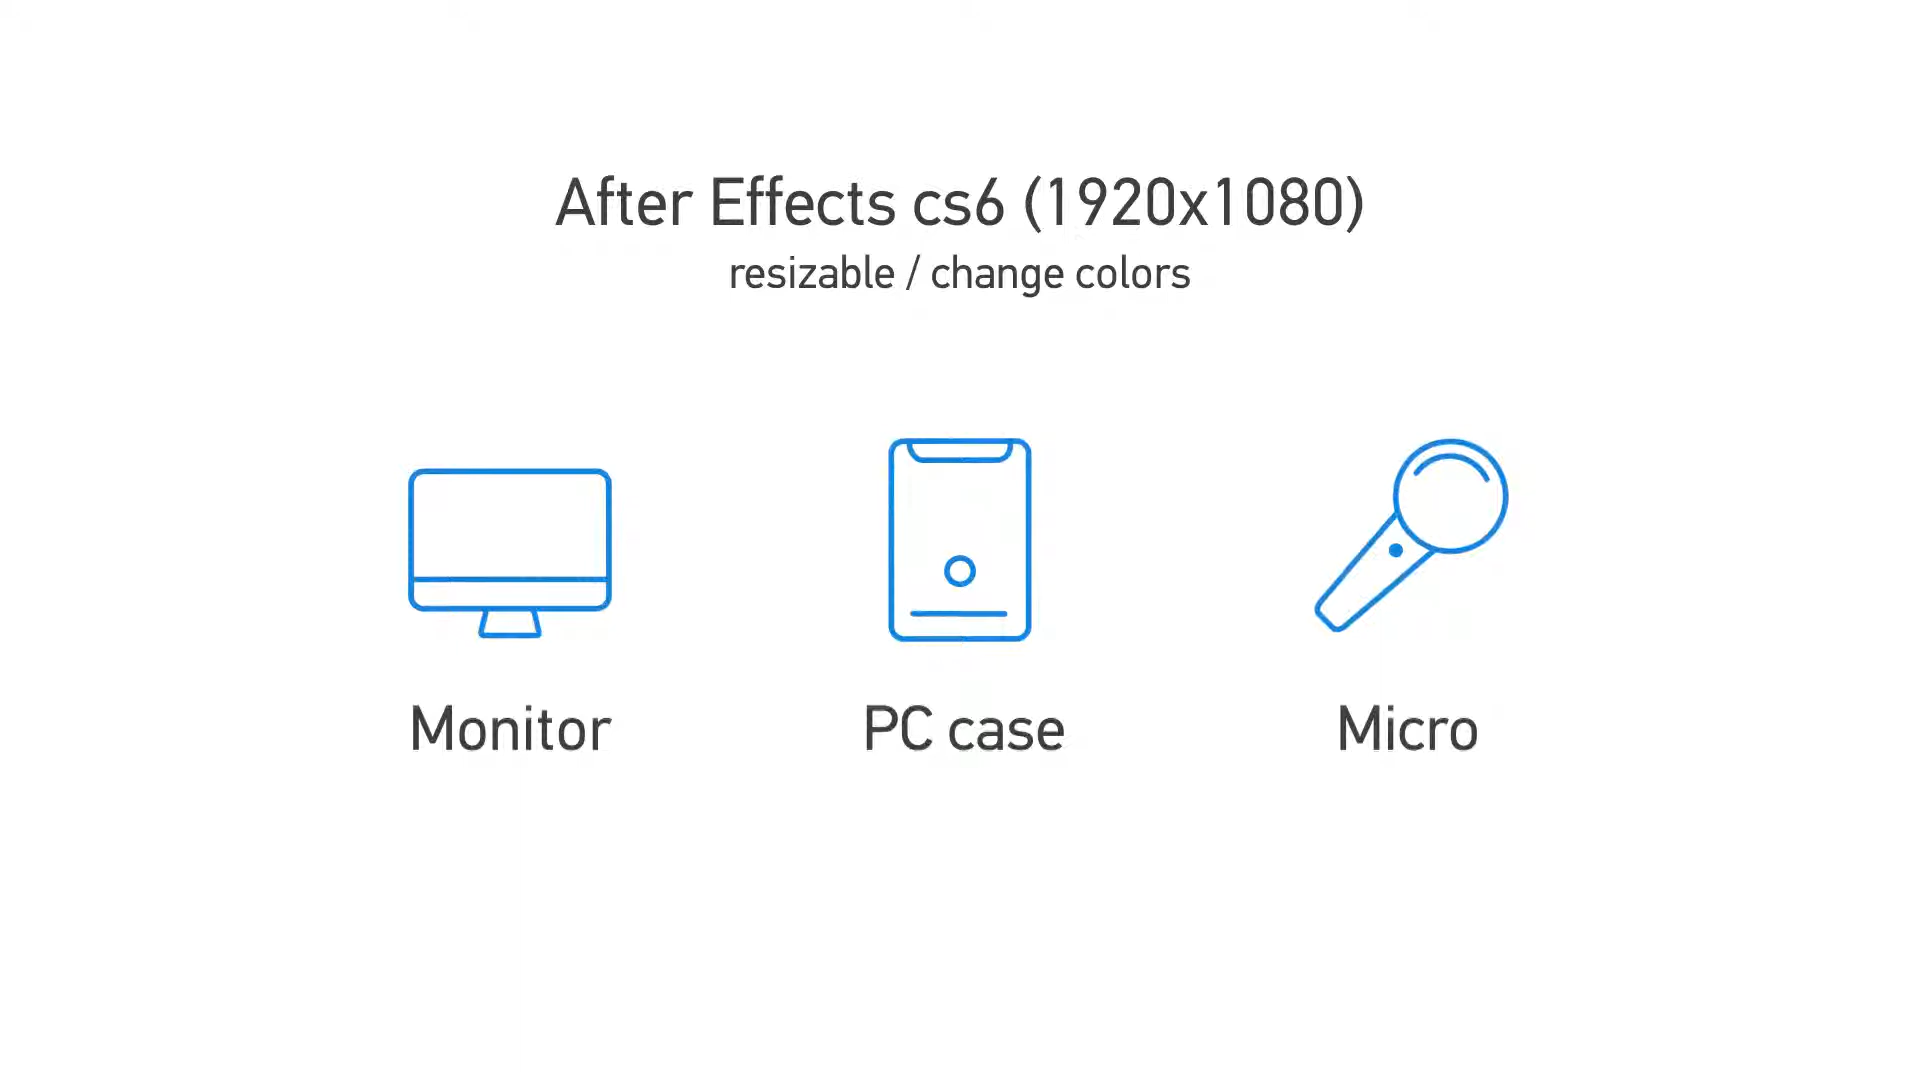 After Effects cs6 (1920x1080)
resizable / change colors
Monitor
PC case
Micro